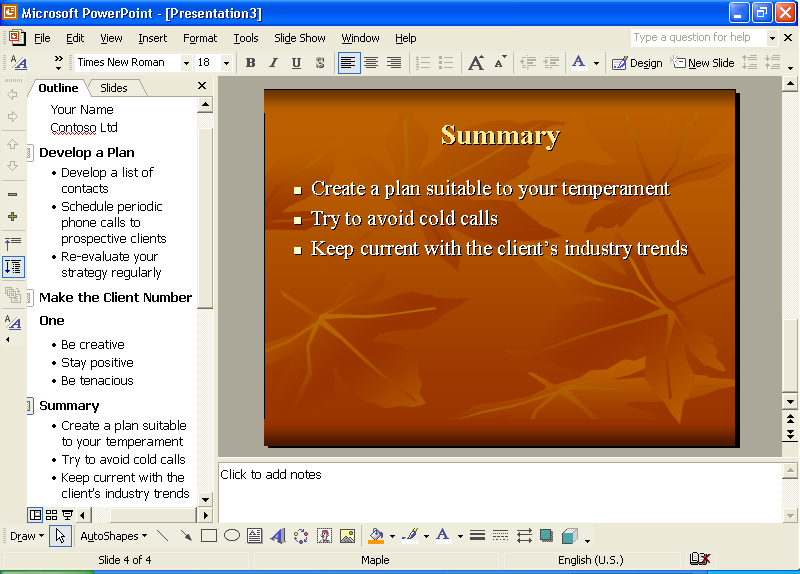 Microsoft PowerPoint - [Presentation3]
File Edit View Insert Format Tools Slide Show Window Help Type a question for help
Times New Roman 18 B I U S A A A Design New Slide
Outline Slides
Your Name
Contoso Ltd
Develop a Plan
• Develop a list of
contacts
• Schedule periodic
phone calls to
prospective clients
• Re-evaluate your
strategy regularly
Make the Client Number
One
• Be creative
• Stay positive
• Be tenacious
Summary
• Create a plan suitable
to your temperament
• Try to avoid cold calls
• Keep current with the
client's industry trends
Summary
Create a plan suitable to your temperament
Try to avoid cold calls
Keep current with the client’s industry trends
Click to add notes
Draw AutoShapes A
Slide 4 of 4 Maple English (U.S.)